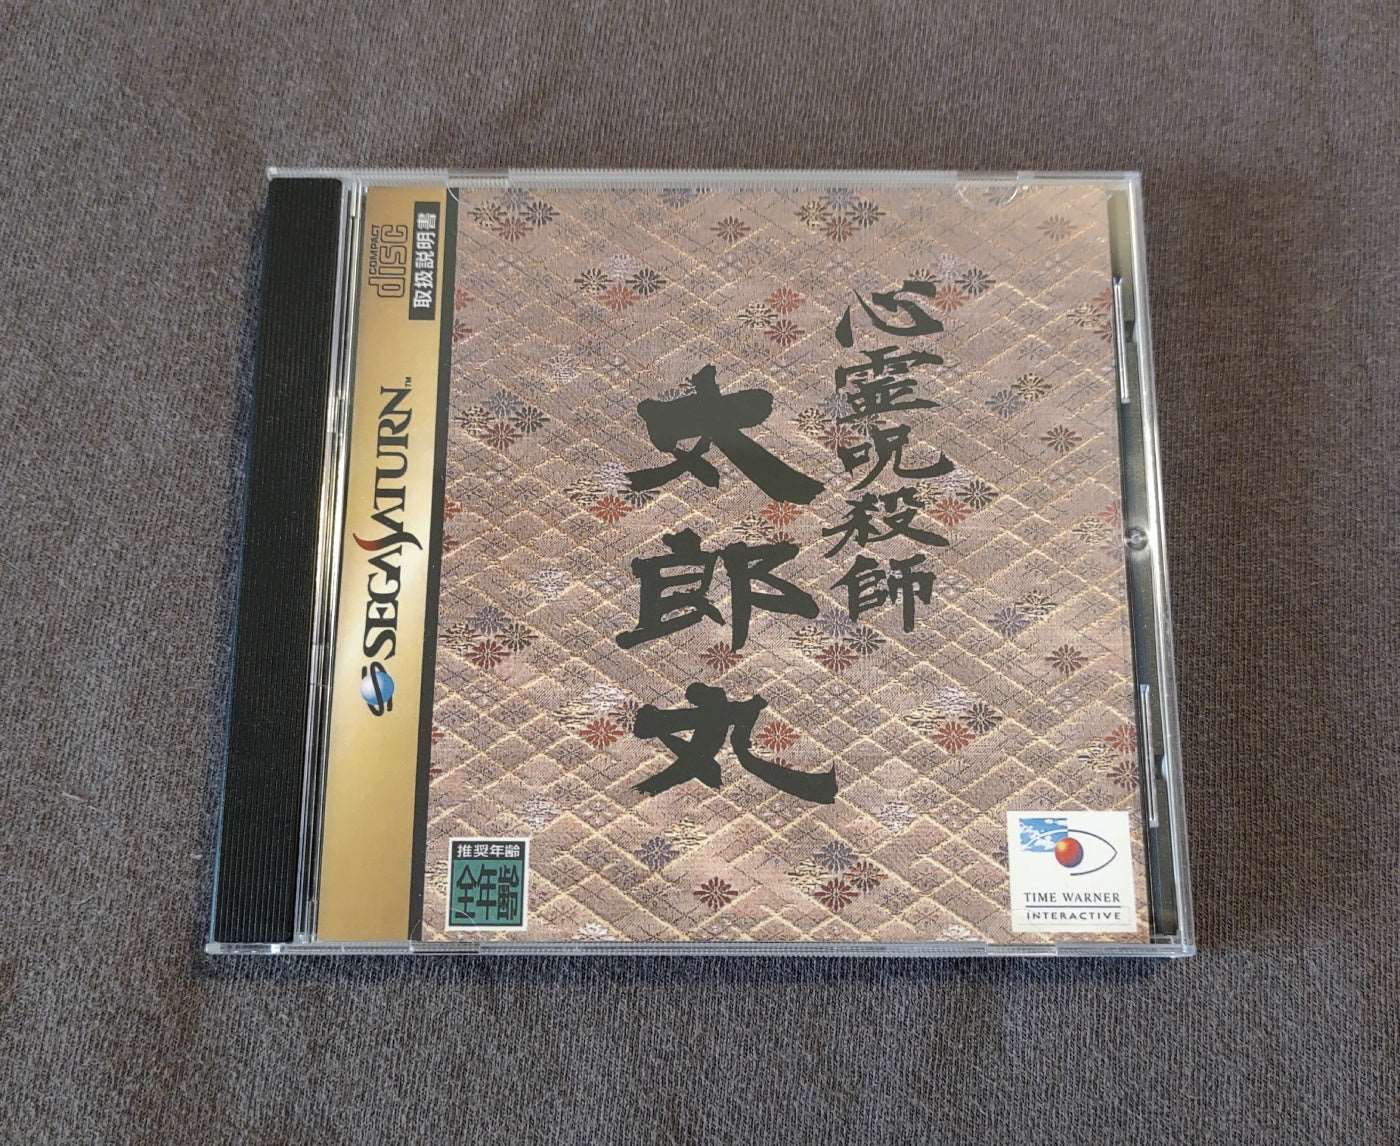 COMPACT
disc
取扱説明書
SEGA SATURN™
心霊呪殺師
太郎丸
推奨年齢
全年齢
TIME WARNER
INTERACTIVE